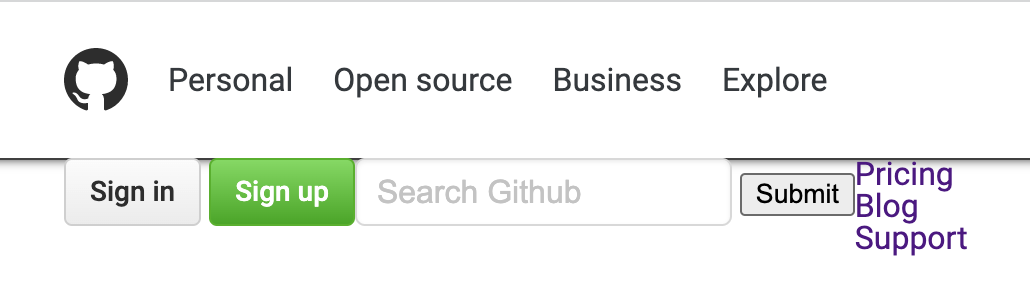 Personal Open source Business Explore
Sign in Sign up Search Github Submit Pricing
Blog
Support